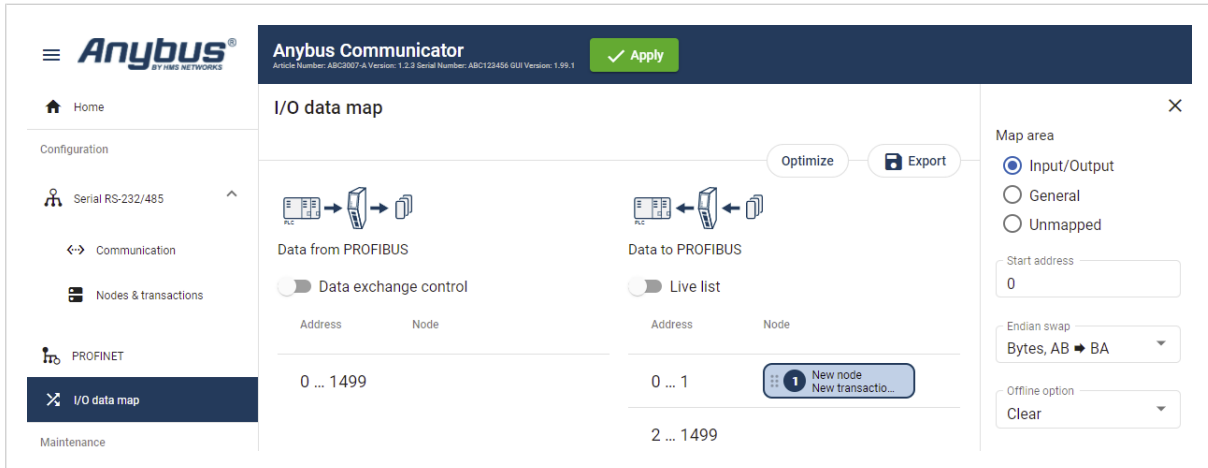 Anybus®
BY HMS NETWORKS
Anybus Communicator
Article Number: ABC3007-A Version: 1.2.3 Serial Number: ABC123456 GUI Version: 1.99.1
Apply
Home
Configuration
Serial RS-232/485
Communication
Nodes & transactions
PROFINET
I/O data map
Maintenance
I/O data map
Optimize
Export
PLC
Data from PROFIBUS
Data exchange control
Address Node
0 ... 1499
PLC
Data to PROFIBUS
Live list
Address Node
0 ... 1
1
New node
New transactio...
2 ... 1499
Map area
Input/Output
General
Unmapped
Start address
0
Endian swap
Bytes, AB ➡ BA
Offline option
Clear